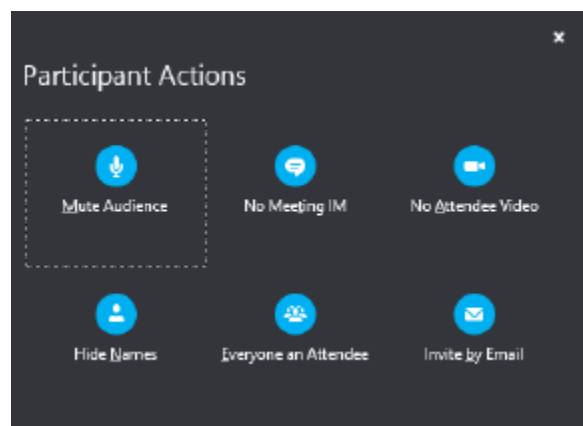 Participant Actions
Mute Audience
No Meeting IM
No Attendee Video
Hide Names
Everyone an Attendee
Invite by Email